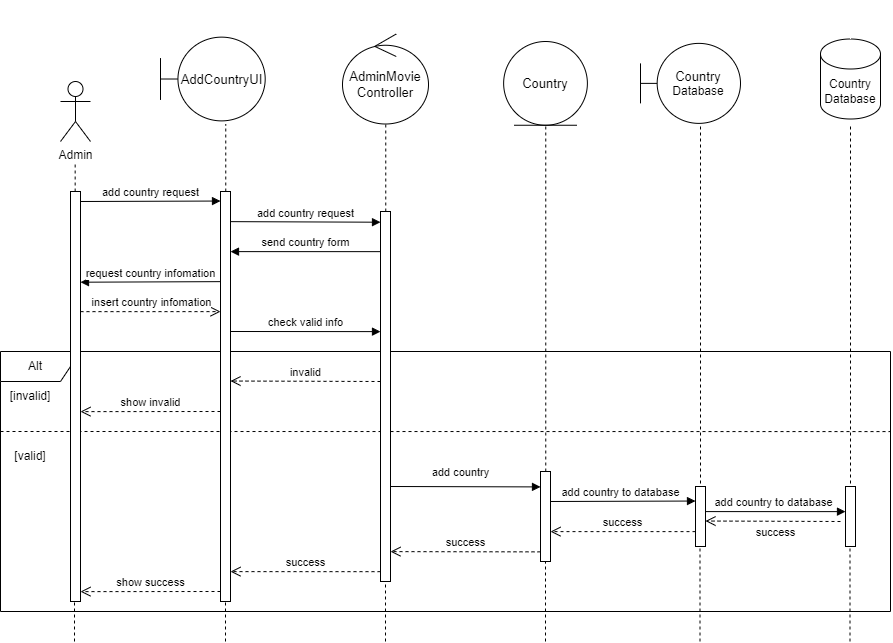 AddCountryUI
AdminMovie
Controller
Country
Country
Database
Country
Database
Admin
add country request
add country request
send country form
request country infomation
insert country infomation
check valid info
Alt
[invalid]
invalid
show invalid
[valid]
add country
add country to database
add country to database
success
success
success
success
show success